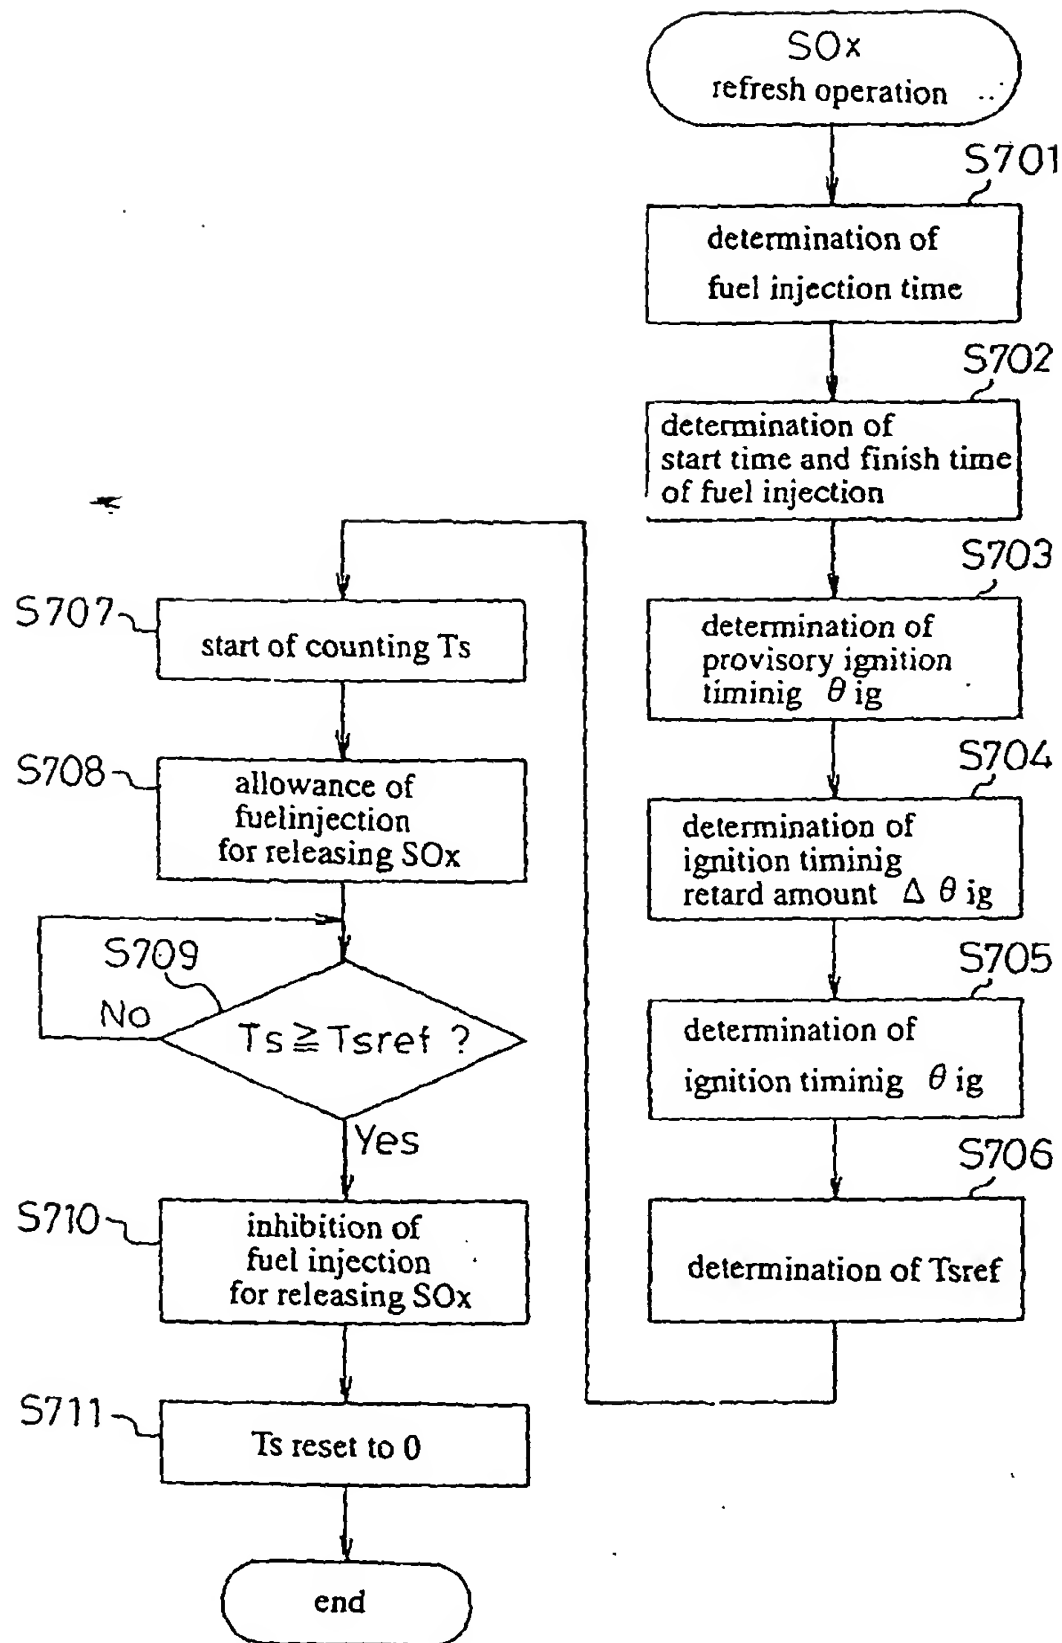 SOx
refresh operation
S701
determination of
fuel injection time
S702
determination of
start time and finish time
of fuel injection
S703
determination of
provisory ignition
timinig θ ig
S704
determination of
ignition timinig
retard amount Δ θ ig
S705
determination of
ignition timinig θ ig
S706
determination of Tsref
S707
start of counting Ts
S708
allowance of
fuelinjection
for releasing SOx
S709
No
Ts ≧ Tsref ?
Yes
S710
inhibition of
fuel injection
for releasing SOx
S711
Ts reset to 0
end